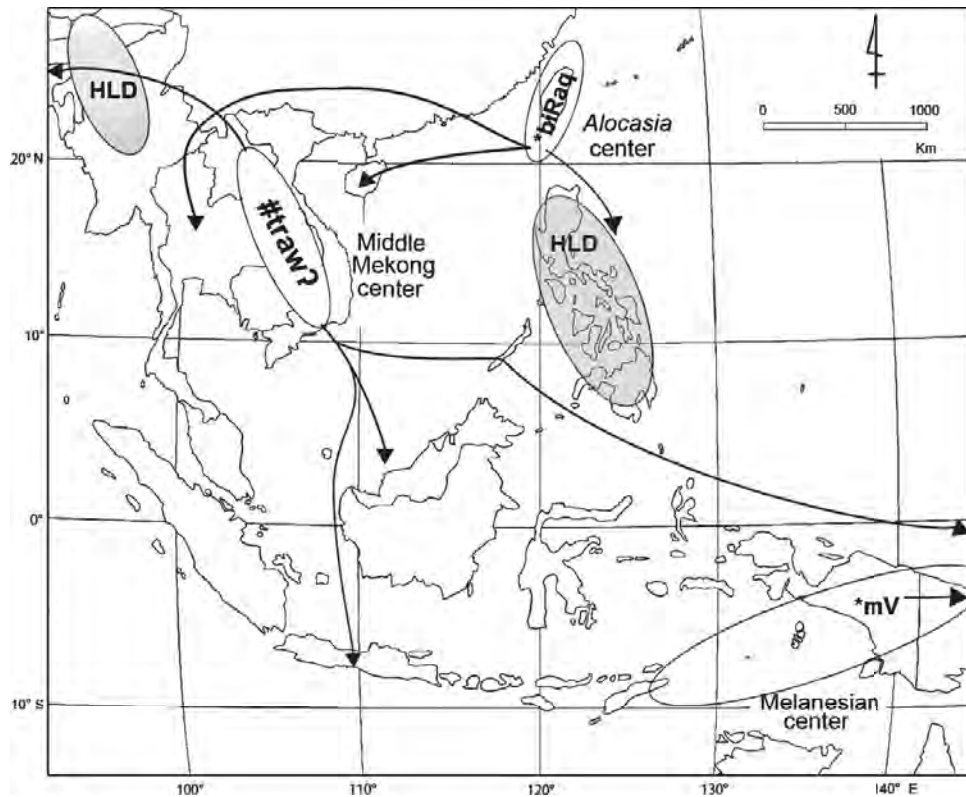 HLD
*biRaq
Alocasia
center
0 500 1000
Km
20° N
#traw?
Middle
Mekong
center
HLD
10°
0°
*mV
10° S
Melanesian
center
100° 110° 120° 130° 140° E